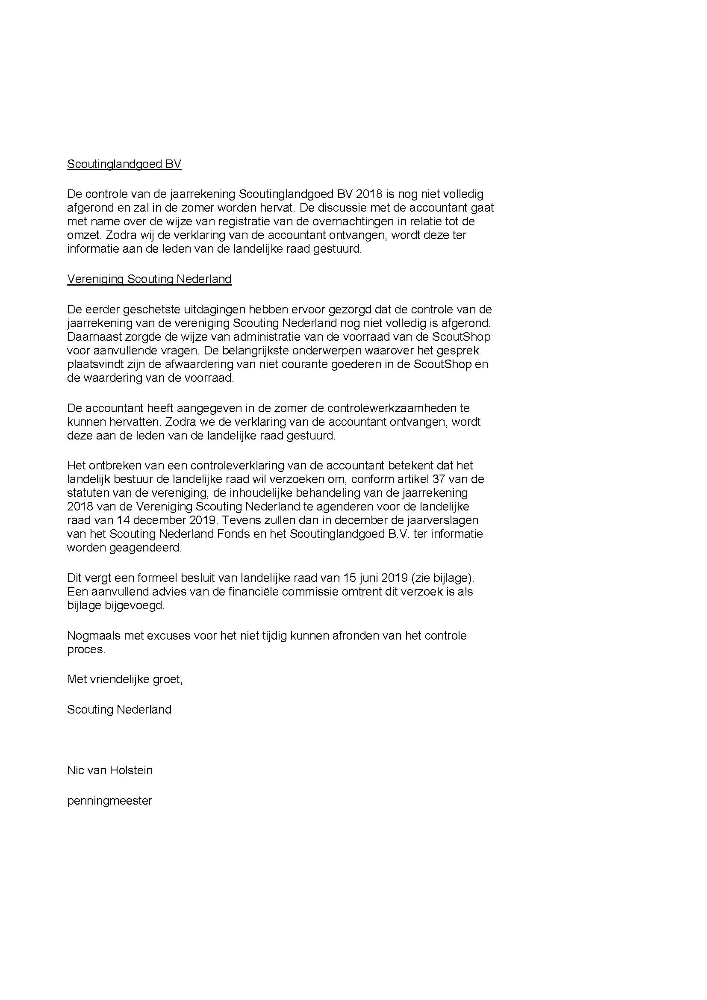 Scoutinglandgoed BV
De controle van de jaarrekening Scoutinglandgoed BV 2018 is nog niet volledig
afgerond en zal in de zomer worden hervat. De discussie met de accountant gaat
met name over de wijze van registratie van de overnachtingen in relatie tot de
omzet. Zodra wij de verklaring van de accountant ontvangen, wordt deze ter
informatie aan de leden van de landelijke raad gestuurd.
Vereniging Scouting Nederland
De eerder geschetste uitdagingen hebben ervoor gezorgd dat de controle van de
jaarrekening van de vereniging Scouting Nederland nog niet volledig is afgerond.
Daarnaast zorgde de wijze van administratie van de voorraad van de ScoutShop
voor aanvullende vragen. De belangrijkste onderwerpen waarover het gesprek
plaatsvindt zijn de afwaardering van niet courante goederen in de ScoutShop en
de waardering van de voorraad.
De accountant heeft aangegeven in de zomer de controlewerkzaamheden te
kunnen hervatten. Zodra we de verklaring van de accountant ontvangen, wordt
deze aan de leden van de landelijke raad gestuurd.
Het ontbreken van een controleverklaring van de accountant betekent dat het
landelijk bestuur de landelijke raad wil verzoeken om, conform artikel 37 van de
statuten van de vereniging, de inhoudelijke behandeling van de jaarrekening
2018 van de Vereniging Scouting Nederland te agenderen voor de landelijke
raad van 14 december 2019. Tevens zullen dan in december de jaarverslagen
van het Scouting Nederland Fonds en het Scoutinglandgoed B.V. ter informatie
worden geagendeerd.
Dit vergt een formeel besluit van landelijke raad van 15 juni 2019 (zie bijlage).
Een aanvullend advies van de financiële commissie omtrent dit verzoek is als
bijlage bijgevoegd.
Nogmaals met excuses voor het niet tijdig kunnen afronden van het controle
proces.
Met vriendelijke groet,
Scouting Nederland
Nic van Holstein
penningmeester